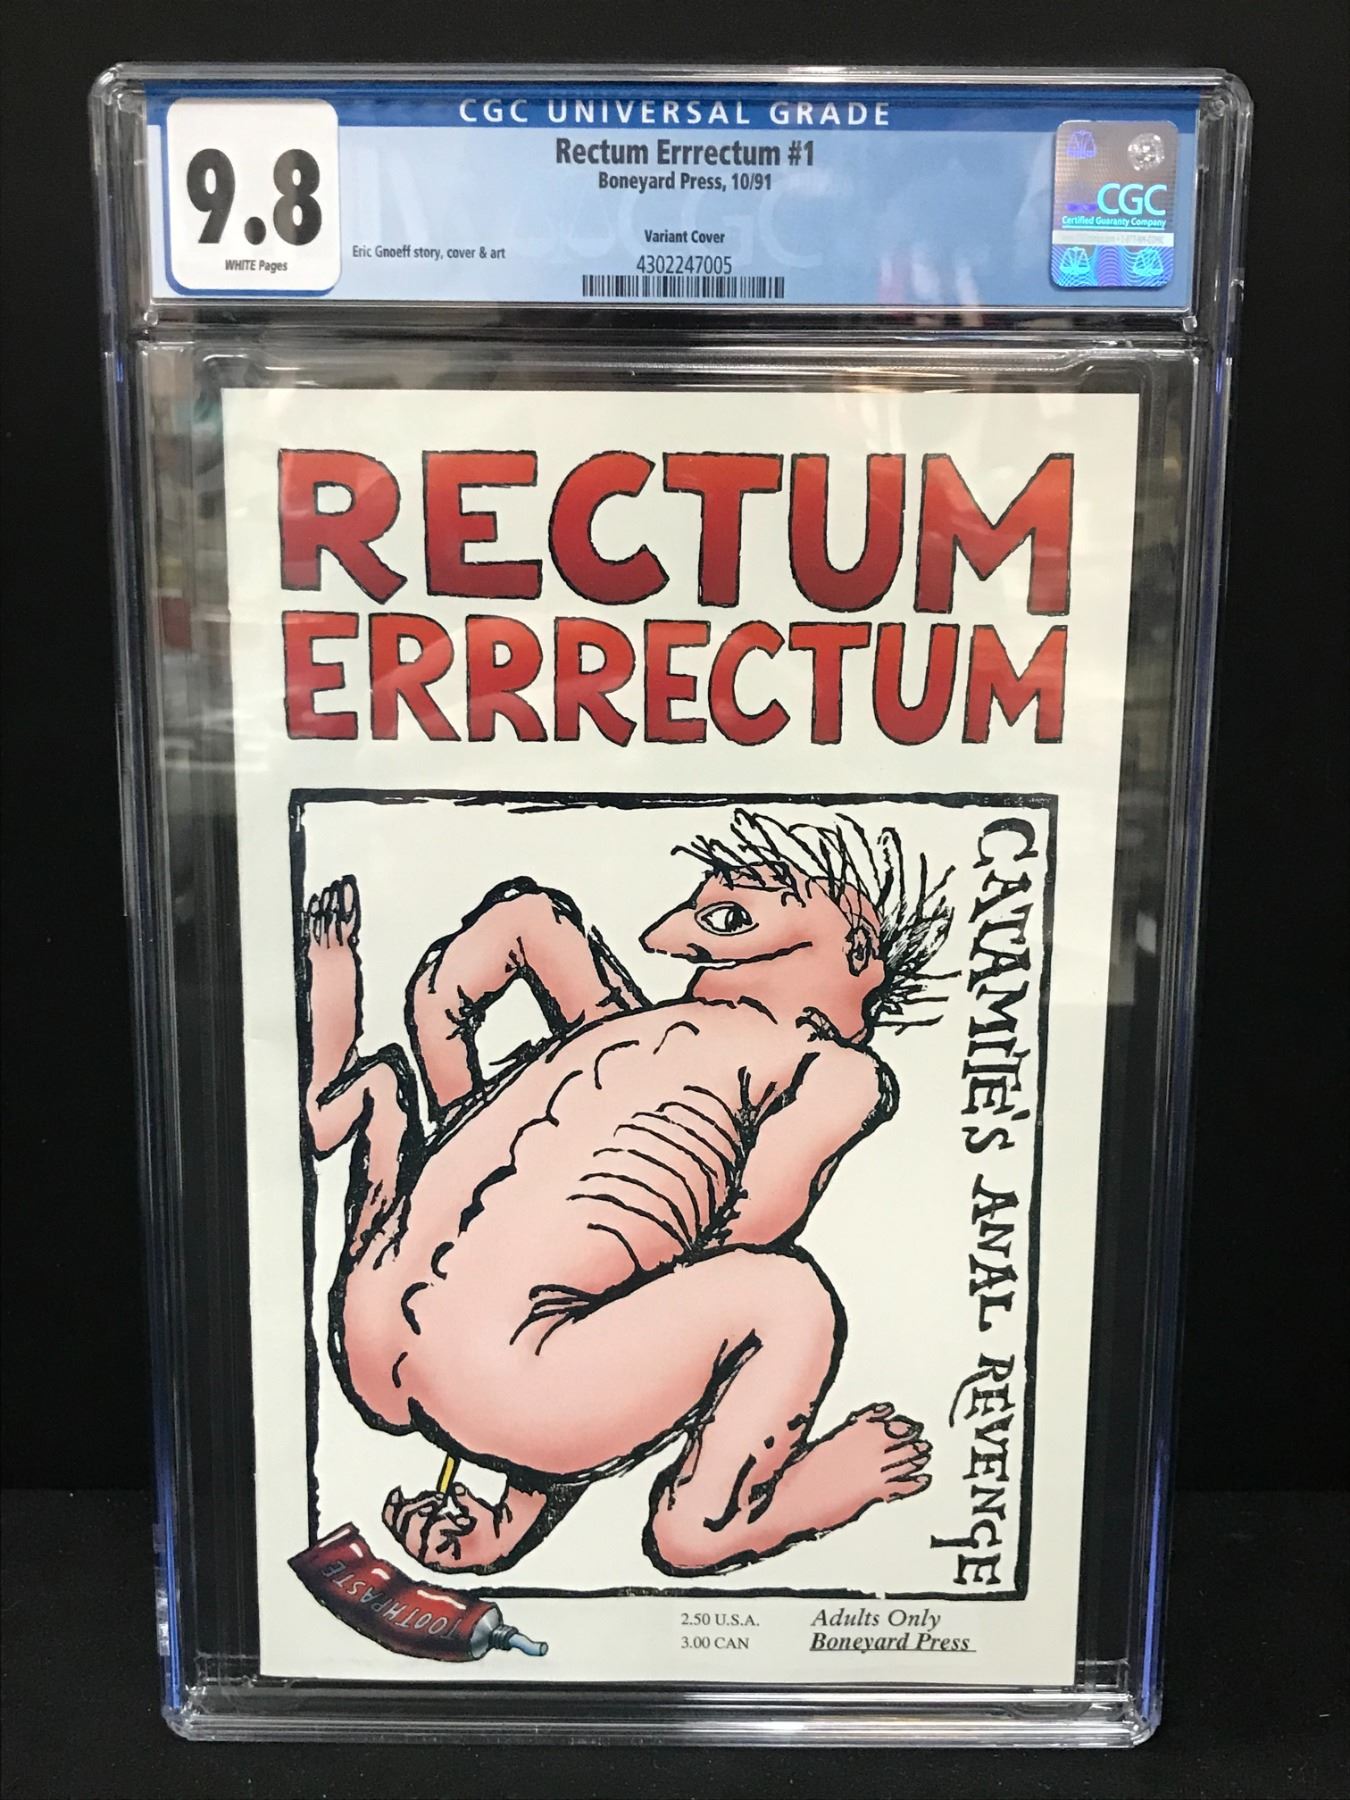 CGC UNIVERSAL GRADE
9.8
WHITE Pages
Rectum Errrectum #1
Boneyard Press, 10/91
Variant Cover
Eric Gnoeff story, cover & art
4302247005
CGC
Certified Guaranty Company
RECTUM
ERRRECTUM
CATAMITE'S ANAL REVENGE
TOOTHPASTE
2.50 U.S.A.
3.00 CAN
Adults Only
Boneyard Press